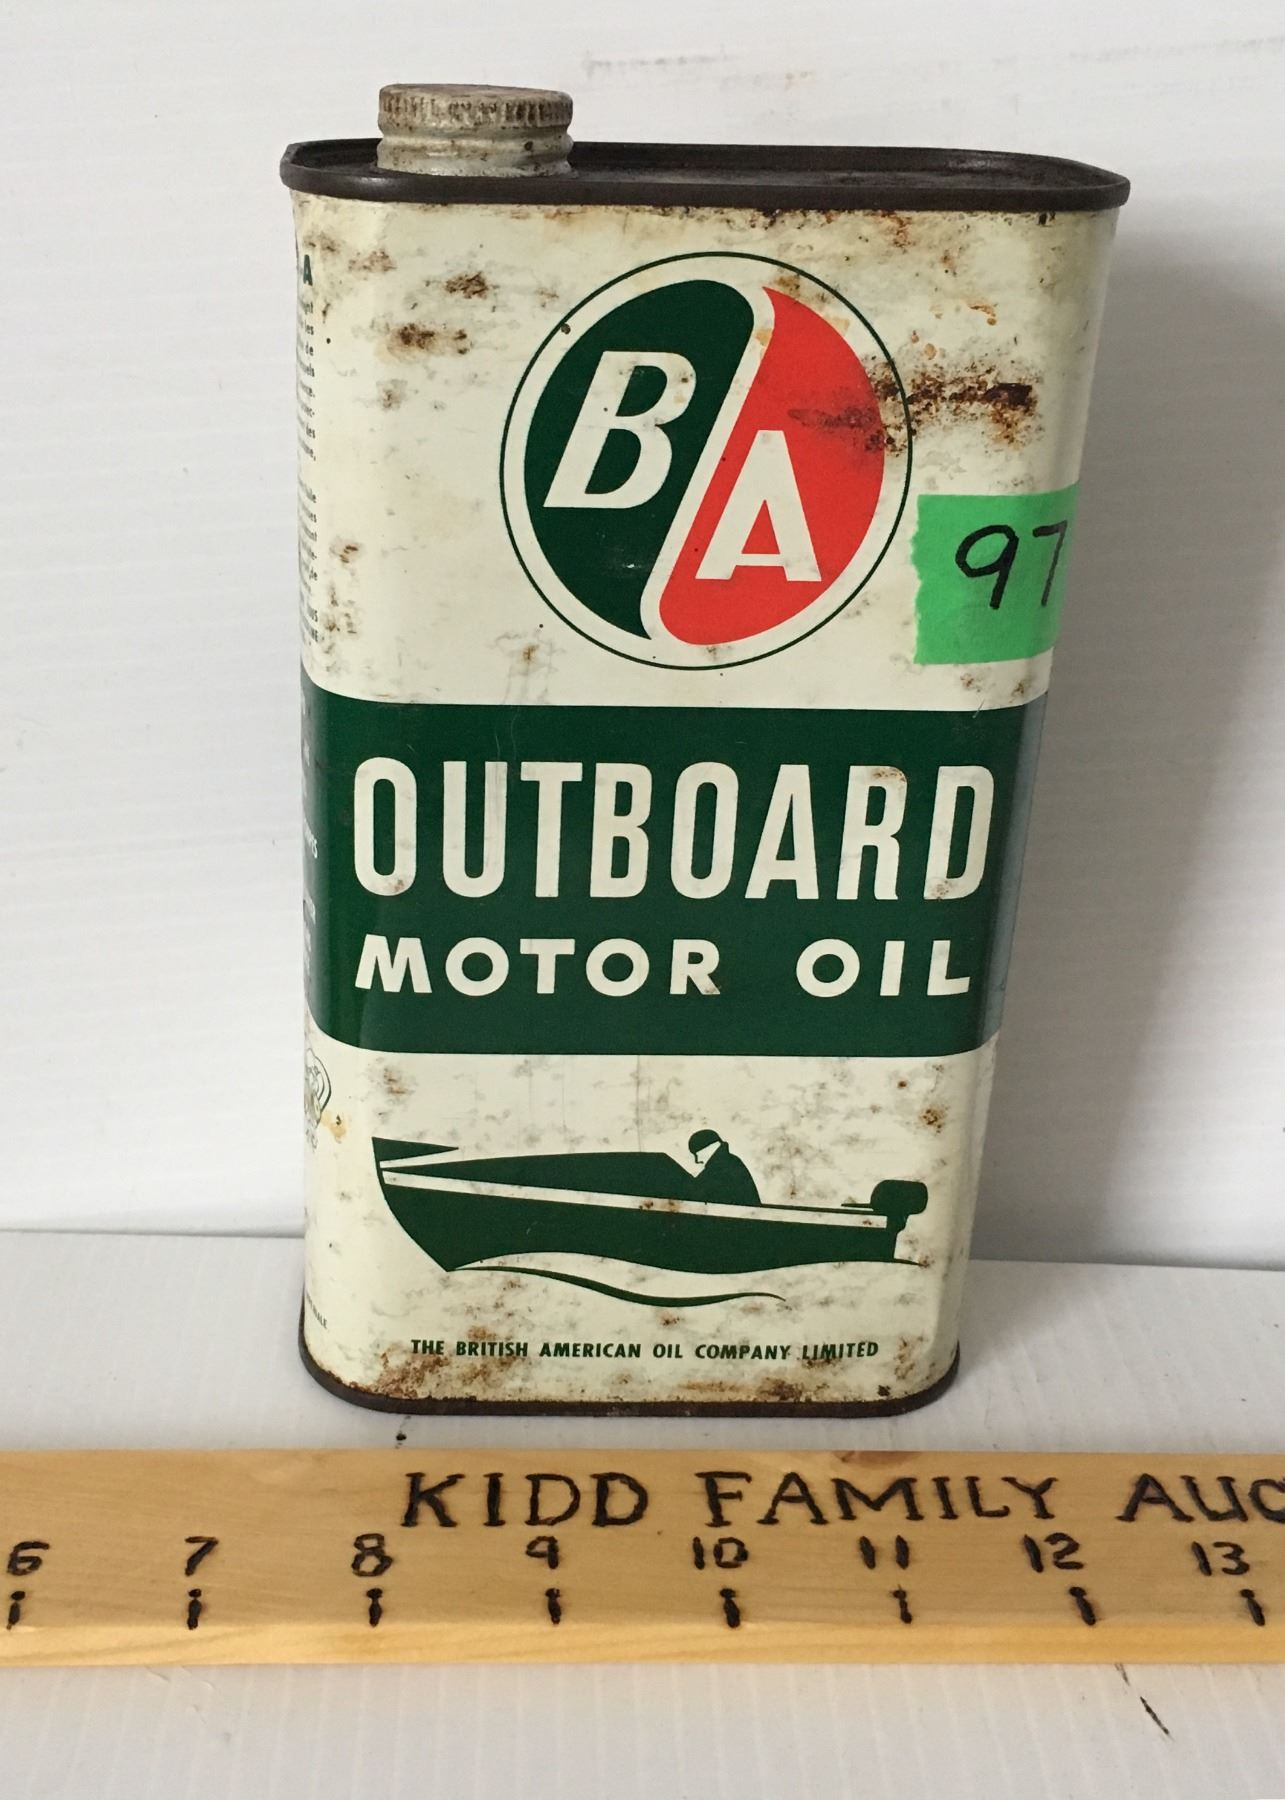 BA
97
OUTBOARD
MOTOR OIL
THE BRITISH AMERICAN OIL COMPANY LIMITED
KIDD FAMILY AUC
6 7 8 9 10 11 12 13